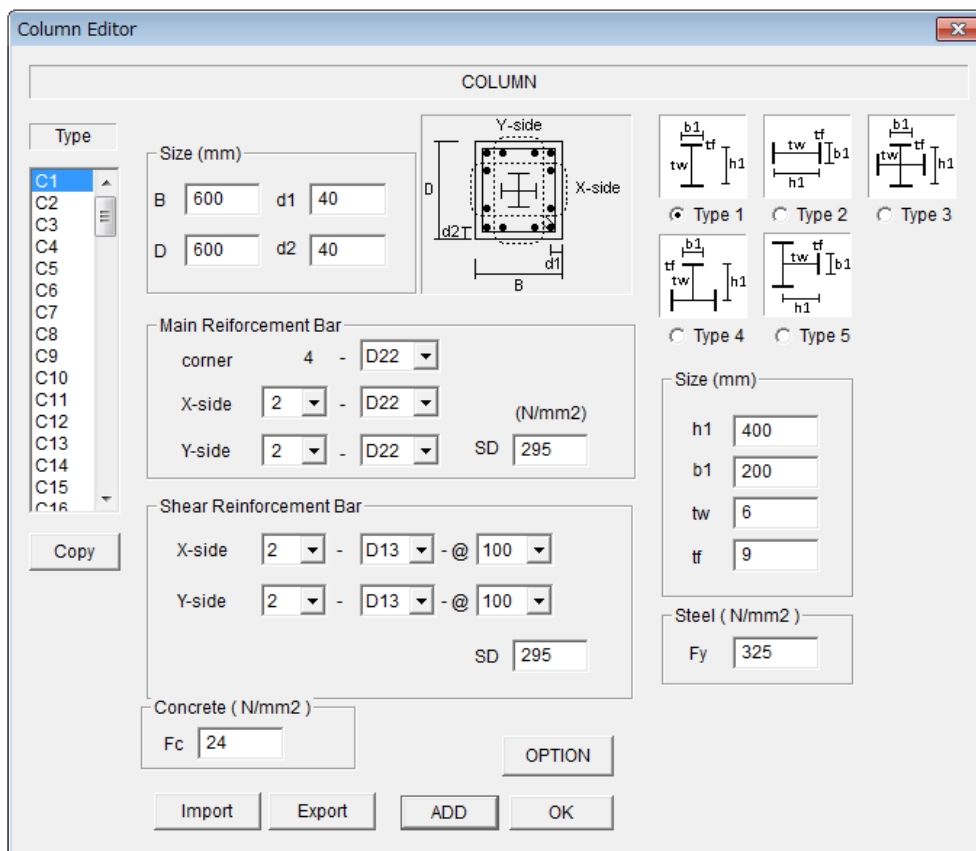 Column Editor
COLUMN
Type
C1
C2
C3
C4
C5
C6
C7
C8
C9
C10
C11
C12
C13
C14
C15
C16
Copy
Size (mm)
B 600 d1 40
D 600 d2 40
Y-side
D
X-side
d2
d1
B
b1
tf
tw
h1
Type 1
tf
tw
b1
h1
Type 2
b1
tf
tw
h1
Type 3
b1
tf
tw
h1
Type 4
tf
tw
b1
h1
Type 5
Main Reiforcement Bar
corner 4 - D22
X-side 2 - D22
(N/mm2)
Y-side 2 - D22 SD 295
Shear Reinforcement Bar
X-side 2 - D13 - @ 100
Y-side 2 - D13 - @ 100
SD 295
Size (mm)
h1 400
b1 200
tw 6
tf 9
Steel ( N/mm2 )
Fy 325
Concrete ( N/mm2 )
Fc 24
OPTION
Import Export ADD OK